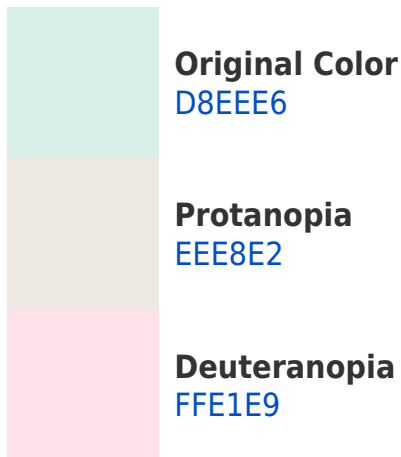 Original Color
D8EEE6
Protanopia
EEE8E2
Deuteranopia
FFE1E9